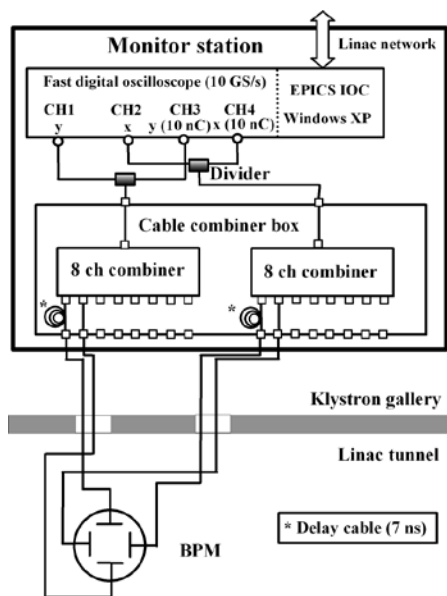 Monitor station
Linac network
Fast digital oscilloscope (10 GS/s)
EPICS IOC
Windows XP
CH1
CH2
CH3
CH4
y
x
y (10 nC)
x (10 nC)
Divider
Cable combiner box
8 ch combiner
8 ch combiner
*
*
Klystron gallery
Linac tunnel
* Delay cable (7 ns)
BPM